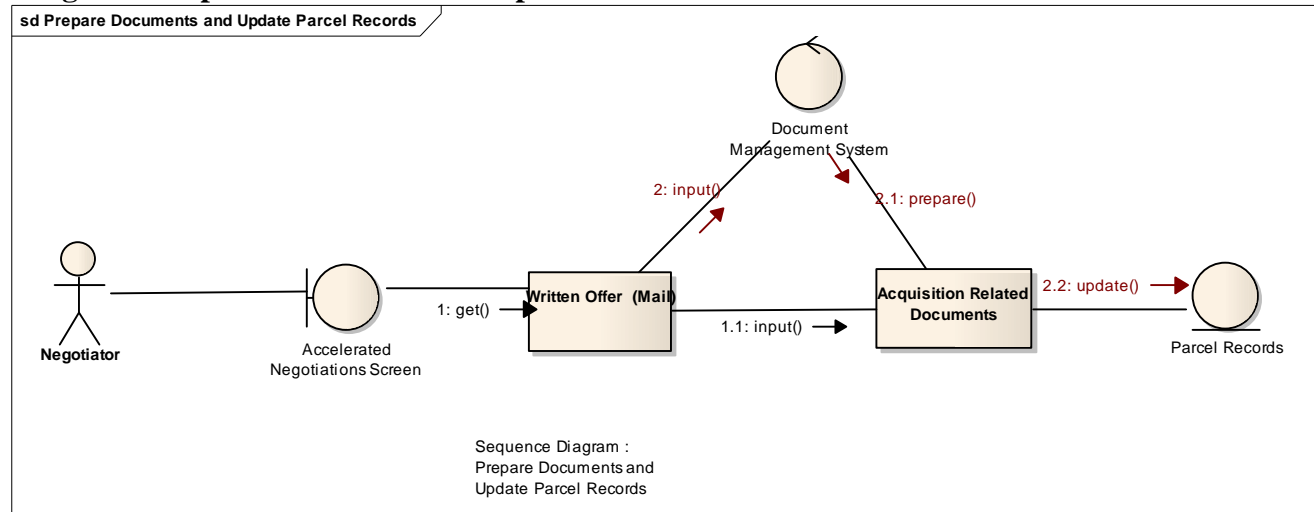 sd Prepare Documents and Update Parcel Records
Document
Management System
2: input()
2.1: prepare()
Written Offer (Mail)
Acquisition Related
Documents
2.2: update()
1: get()
1.1: input()
Negotiator
Accelerated
Negotiations Screen
Parcel Records
Sequence Diagram :
Prepare Documents and
Update Parcel Records